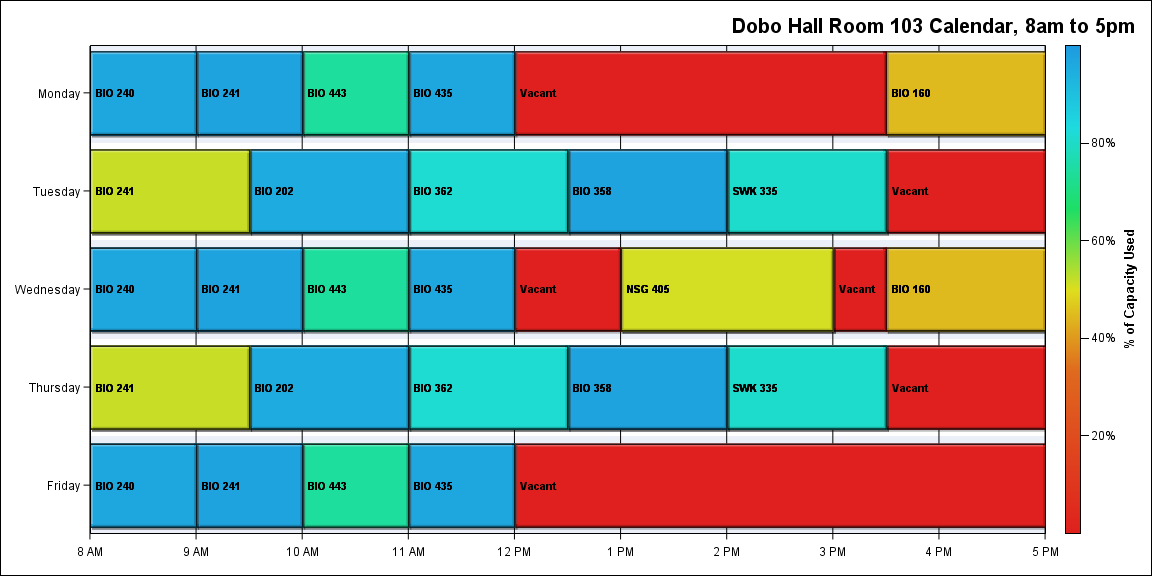 Dobo Hall Room 103 Calendar, 8am to 5pm
Monday BIO 240 BIO 241 BIO 443 BIO 435 Vacant BIO 160
Tuesday BIO 241 BIO 202 BIO 362 BIO 358 SWK 335 Vacant
Wednesday BIO 240 BIO 241 BIO 443 BIO 435 Vacant NSG 405 Vacant BIO 160
Thursday BIO 241 BIO 202 BIO 362 BIO 358 SWK 335 Vacant
Friday BIO 240 BIO 241 BIO 443 BIO 435 Vacant
8 AM 9 AM 10 AM 11 AM 12 PM 1 PM 2 PM 3 PM 4 PM 5 PM
80%
60%
40%
20%
% of Capacity Used